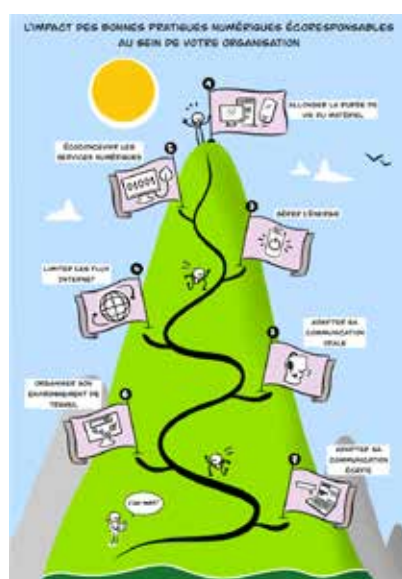 L'IMPACT DES BONNES PRATIQUES NUMÉRIQUES ÉCORESPONSABLES
AU SEIN DE VOTRE ORGANISATION
ALLONGER LA DURÉE DE
VIE DU MATÉRIEL
ÉCOCONCEVOIR LES
SERVICES NUMÉRIQUES
01001
GÉRER L'ÉNERGIE
LIMITER SES FLUX
INTERNET
ADAPTER SA
COMMUNICATION
ORALE
ORGANISER SON
ENVIRONNEMENT DE
TRAVAIL
ADAPTER SA
COMMUNICATION
ÉCRITE